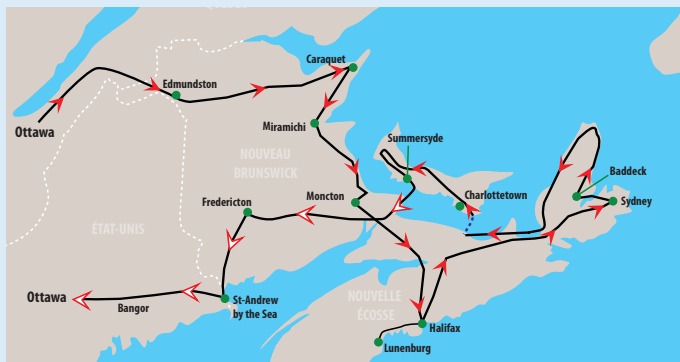 Caraquet
Edmundston
Ottawa
Miramichi
Summersyde
NOUVEAU
BRUNSWICK
Baddeck
Fredericton
Moncton
Charlottetown
Sydney
ÉTAT-UNIS
Ottawa
Bangor
St-Andrew
by the Sea
NOUVELLE
ÉCOSSE
Halifax
Lunenburg